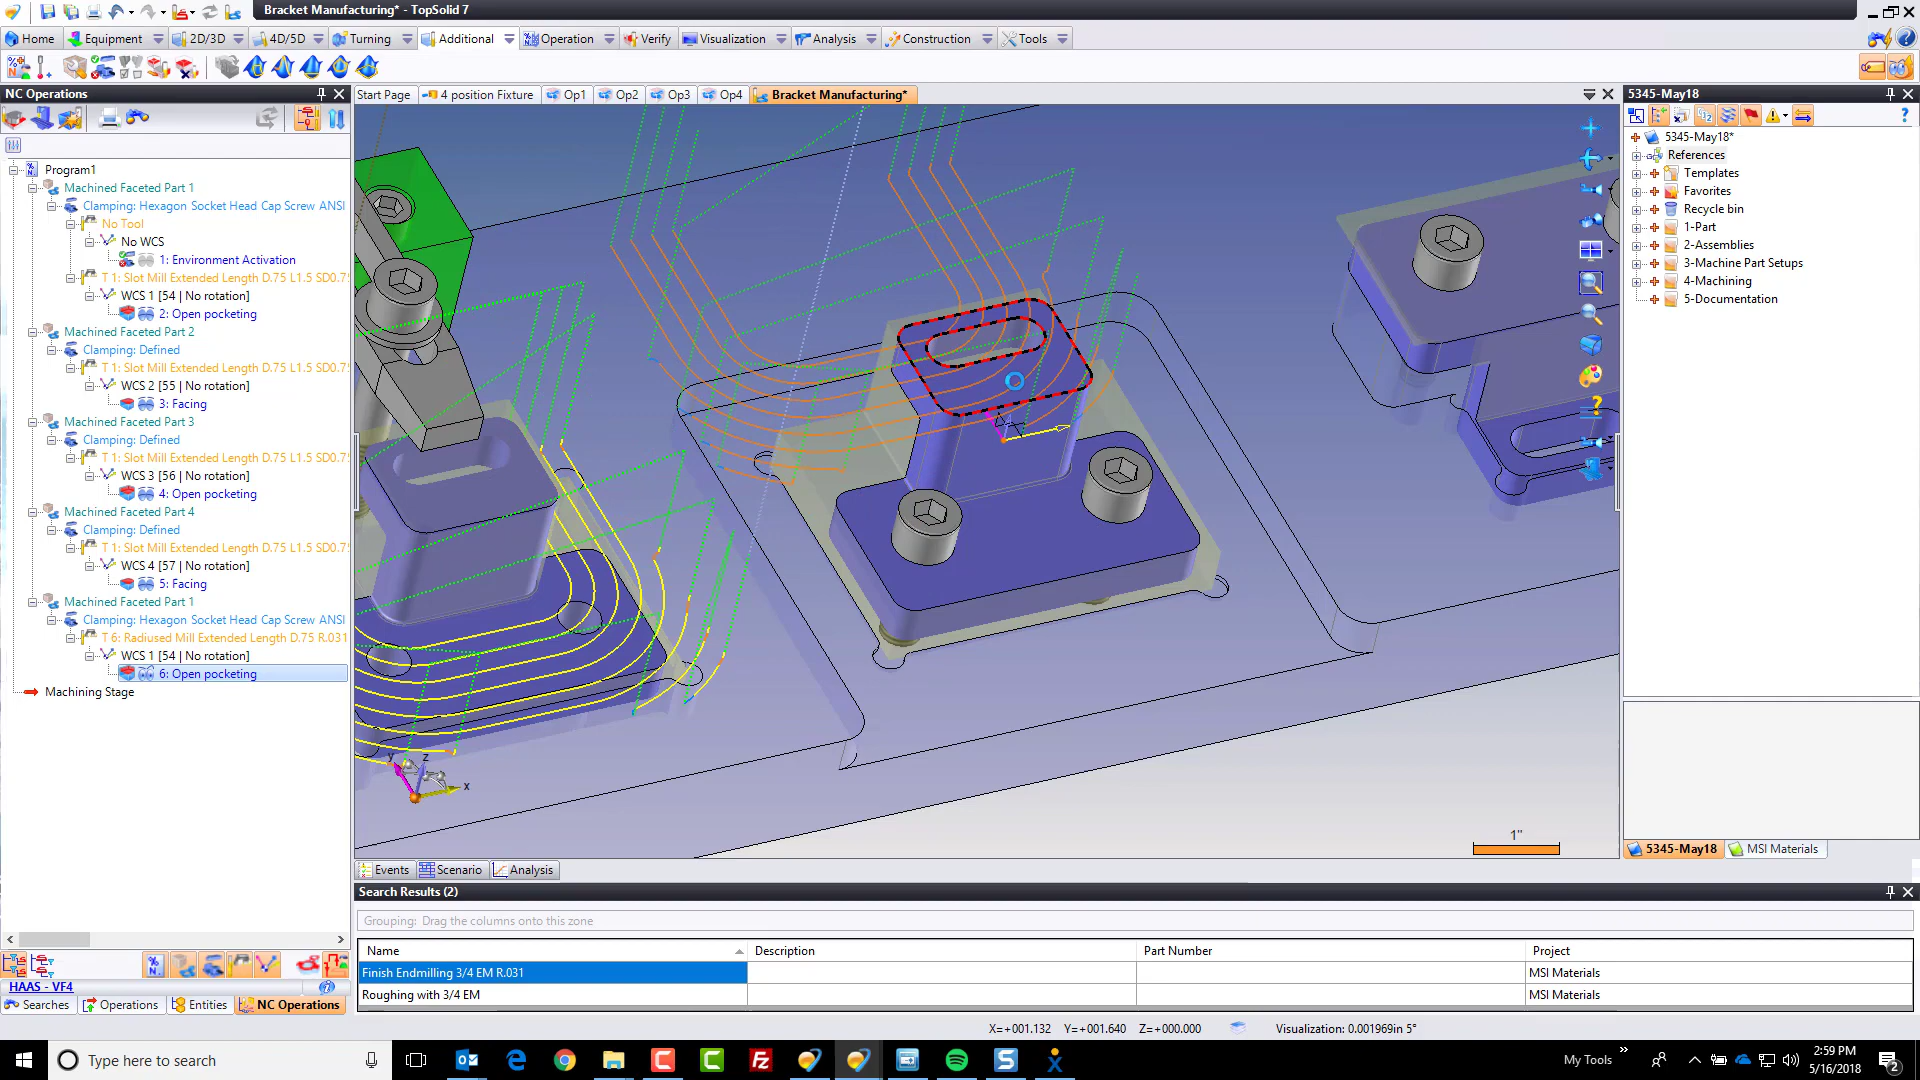 Bracket Manufacturing* - TopSolid 7
Home Equipment 2D/3D 4D/5D Turning Additional Operation Verify Visualization Analysis Construction Tools
NC Operations
Start Page 4 position Fixture Op1 Op2 Op3 Op4 Bracket Manufacturing*
5345-May18
Program1
Machined Faceted Part 1
Clamping: Hexagon Socket Head Cap Screw ANSI
No Tool
No WCS
1: Environment Activation
T 1: Slot Mill Extended Length D.75 L1.5 SD0.75
WCS 1 [54 | No rotation]
2: Open pocketing
Machined Faceted Part 2
Clamping: Defined
T 1: Slot Mill Extended Length D.75 L1.5 SD0.75
WCS 2 [55 | No rotation]
3: Facing
Machined Faceted Part 3
Clamping: Defined
T 1: Slot Mill Extended Length D.75 L1.5 SD0.75
WCS 3 [56 | No rotation]
4: Open pocketing
Machined Faceted Part 4
Clamping: Defined
T 1: Slot Mill Extended Length D.75 L1.5 SD0.75
WCS 4 [57 | No rotation]
5: Facing
Machined Faceted Part 1
Clamping: Hexagon Socket Head Cap Screw ANSI
T 6: Radiused Mill Extended Length D.75 R.031
WCS 1 [54 | No rotation]
6: Open pocketing
Machining Stage
HAAS - VF4
Searches Operations Entities NC Operations
y z x
1"
5345-May18*
References
Templates
Favorites
Recycle bin
1-Part
2-Assemblies
3-Machine Part Setups
4-Machining
5-Documentation
5345-May18 MSI Materials
Events Scenario Analysis
Search Results (2)
Grouping: Drag the columns onto this zone
Name Description Part Number Project
Finish Endmilling 3/4 EM R.031 MSI Materials
Roughing with 3/4 EM MSI Materials
X=+001.132 Y=+001.640 Z=+000.000 Visualization: 0.001969in 5°
Type here to search
My Tools
2:59 PM
5/16/2018
2